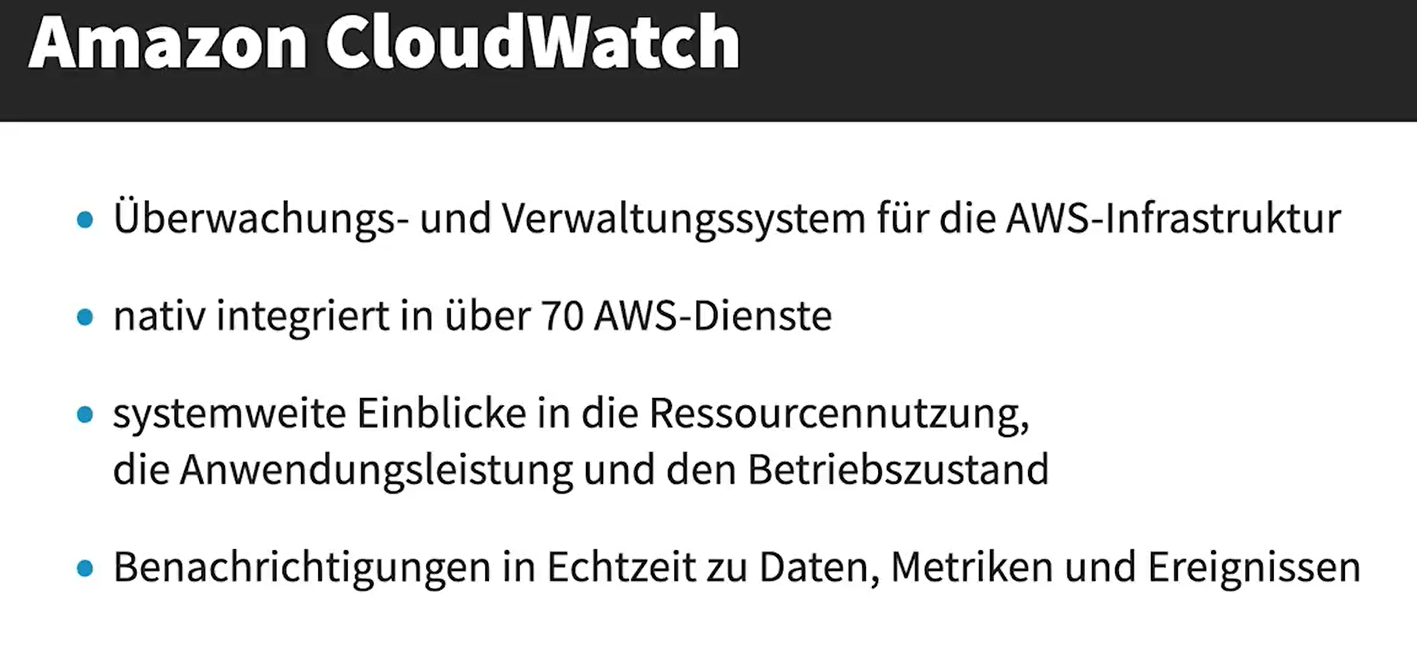 Amazon CloudWatch
• Überwachungs- und Verwaltungssystem für die AWS-Infrastruktur
• nativ integriert in über 70 AWS-Dienste
• systemweite Einblicke in die Ressourcennutzung,
die Anwendungsleistung und den Betriebszustand
• Benachrichtigungen in Echtzeit zu Daten, Metriken und Ereignissen